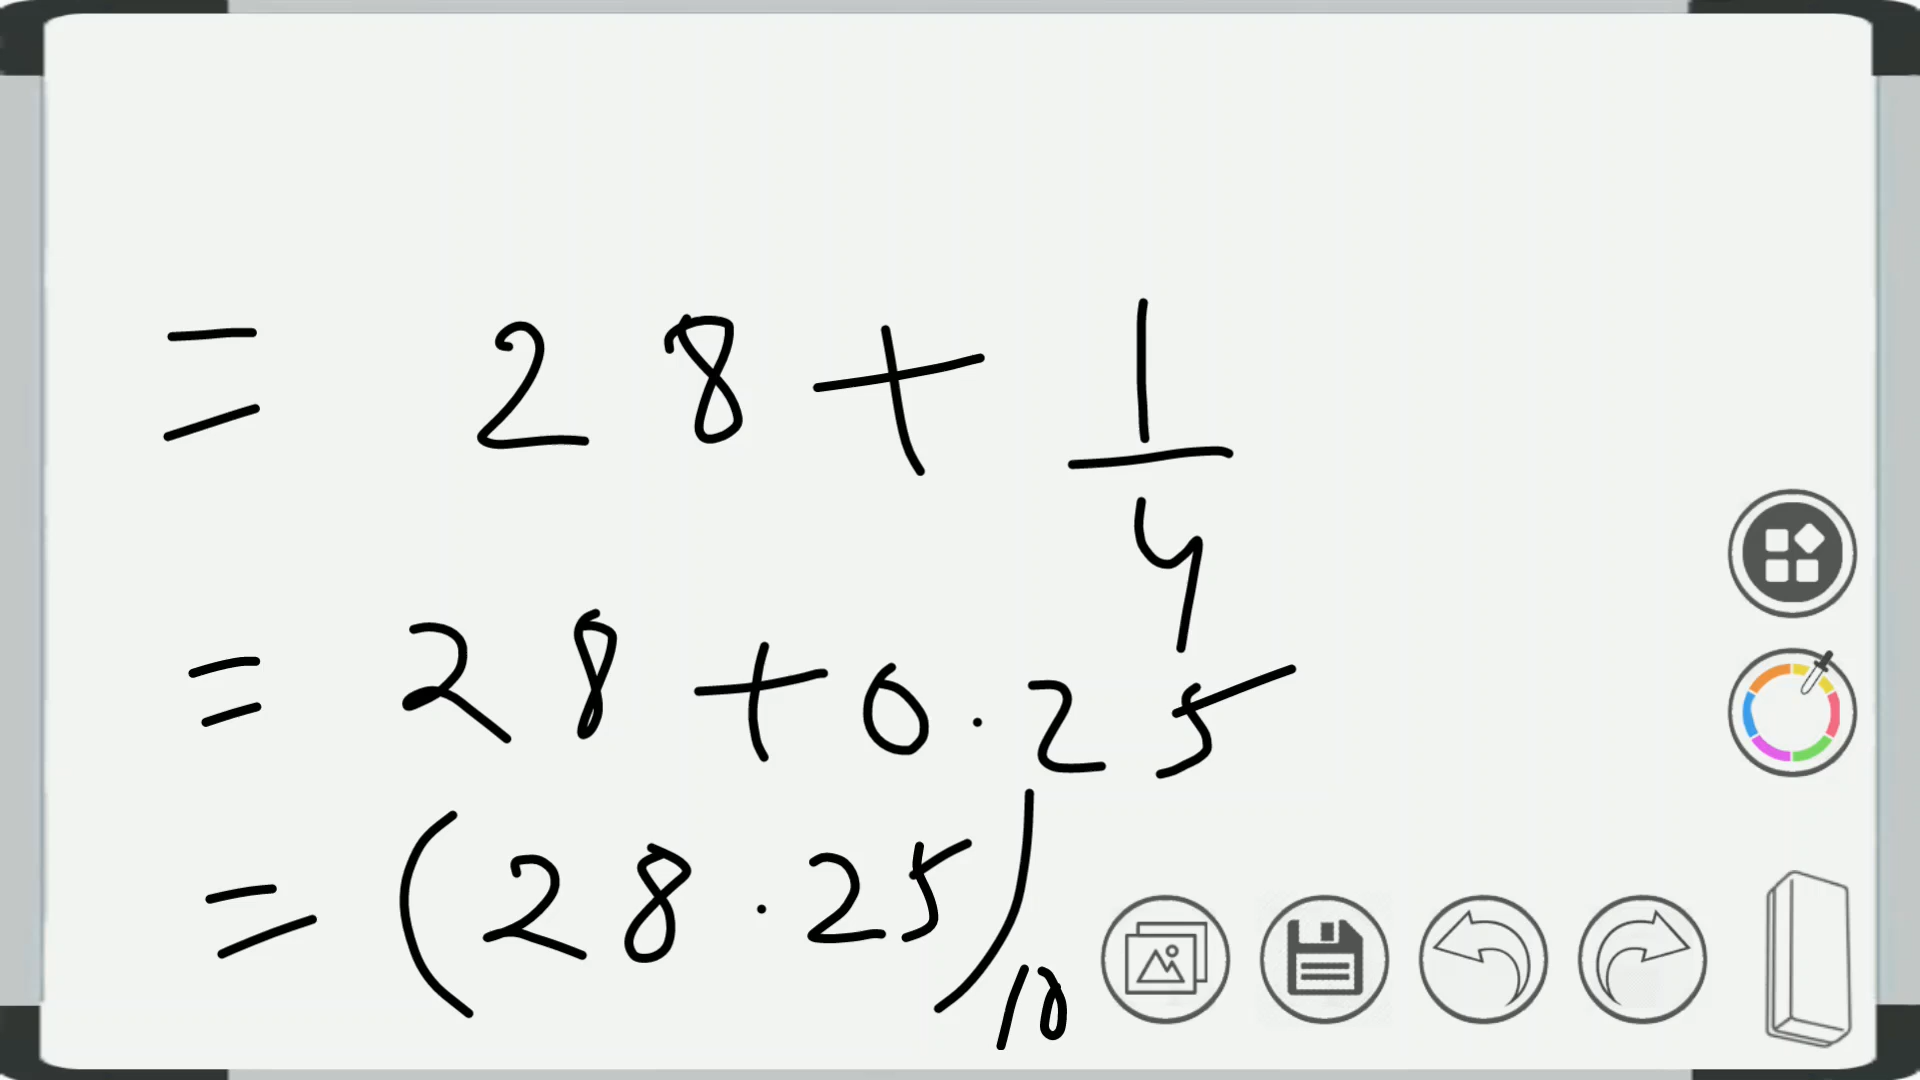 = 28 + 1/4
= 28 + 0.25
= (28.25)10